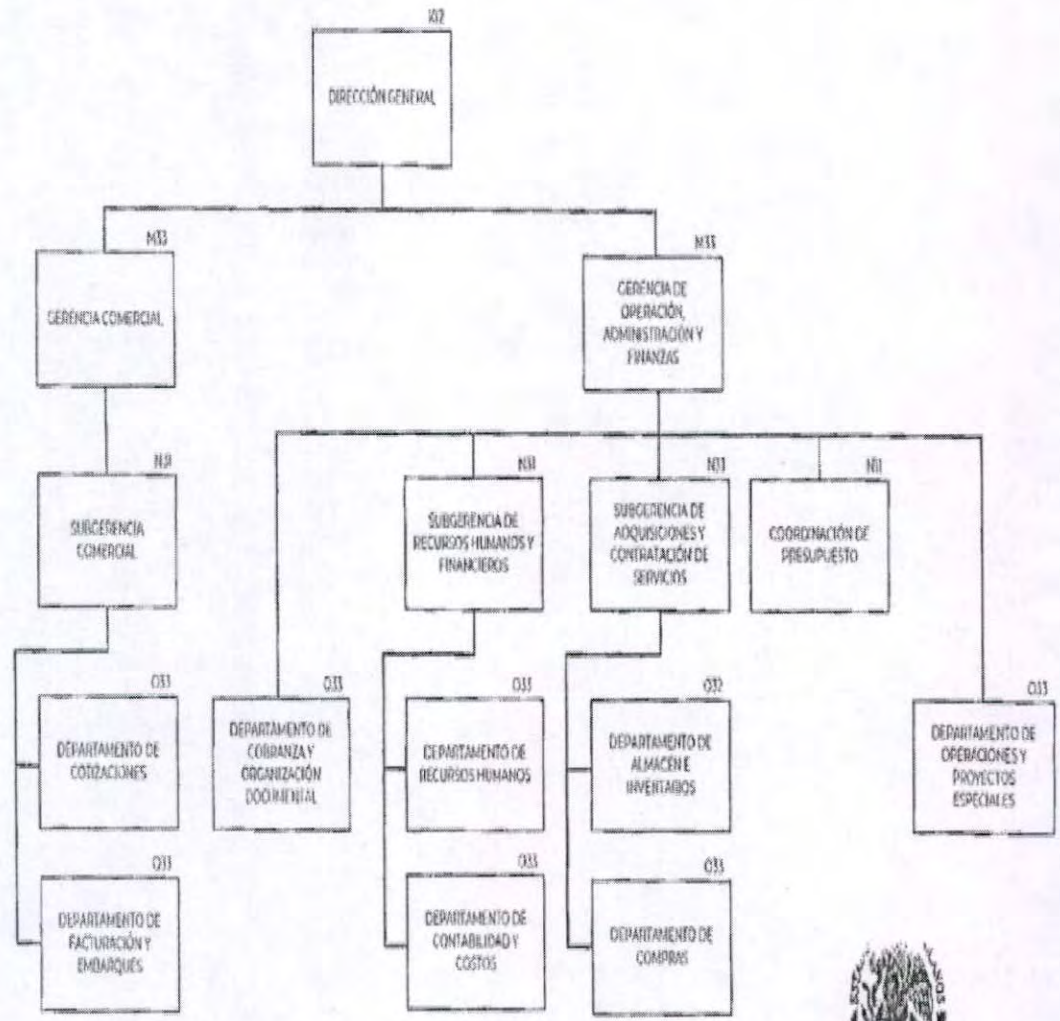 K02
DIRECCIÓN GENERAL
M33
GERENCIA COMERCIAL
M33
GERENCIA DE
OPERACIÓN,
ADMINISTRACIÓN Y
FINANZAS
N31
SUBGERENCIA
COMERCIAL
N31
SUBGERENCIA DE
RECURSOS HUMANOS Y
FINANCIEROS
SUBGERENCIA DE
ADQUISICIONES Y
CONTRATACIÓN DE
SERVICIOS
N11
COORDINACIÓN DE
PRESUPUESTO
O33
DEPARTAMENTO DE
COTIZACIONES
O33
DEPARTAMENTO DE
COBRANZA Y
ORGANIZACIÓN
DOCUMENTAL
O33
DEPARTAMENTO DE
RECURSOS HUMANOS
O32
DEPARTAMENTO DE
ALMACÉN E
INVENTARIOS
O33
DEPARTAMENTO DE
OPERACIONES Y
PROYECTOS
ESPECIALES
O33
DEPARTAMENTO DE
FACTURACIÓN Y
EMBARQUES
O33
DEPARTAMENTO DE
CONTABILIDAD Y
COSTOS
O33
DEPARTAMENTO DE
COMPRAS